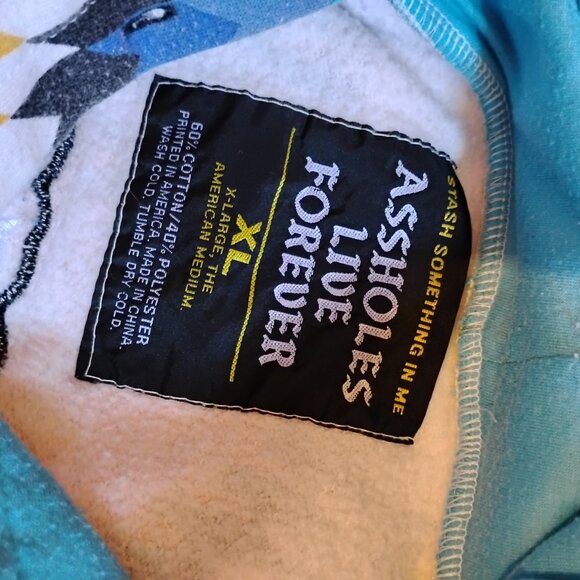 STASH SOMETHING IN ME
ASSHOLES
LIVE
FOREVER
XL
X-LARGE, THE
AMERICAN MEDIUM.
60% COTTON/40% POLYESTER
PRINTED IN AMERICA. MADE IN CHINA.
WASH COLD. TUMBLE DRY COLD.